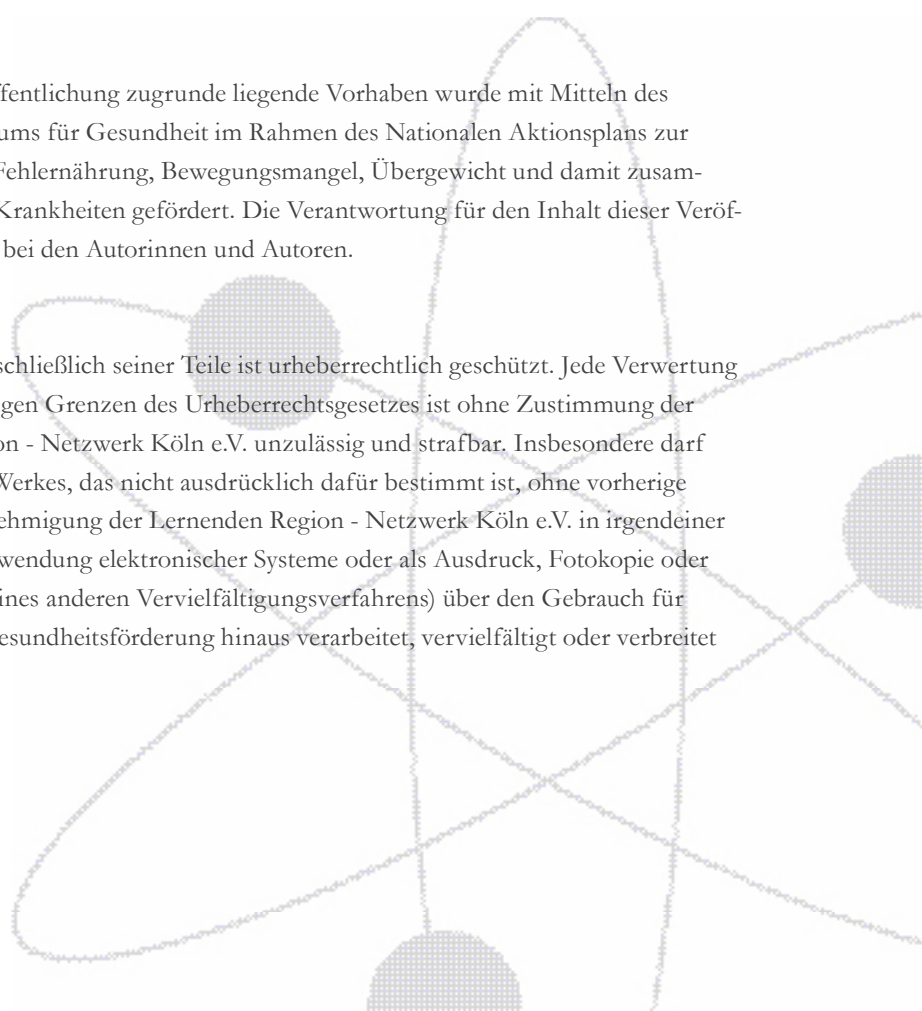 fentlichung zugrunde liegende Vorhaben wurde mit Mitteln des
ums für Gesundheit im Rahmen des Nationalen Aktionsplans zur
Fehlernährung, Bewegungsmangel, Übergewicht und damit zusam-
Krankheiten gefördert. Die Verantwortung für den Inhalt dieser Veröf-
bei den Autorinnen und Autoren.
schließlich seiner Teile ist urheberrechtlich geschützt. Jede Verwertung
gen Grenzen des Urheberrechtsgesetzes ist ohne Zustimmung der
on - Netzwerk Köln e.V. unzulässig und strafbar. Insbesondere darf
Werkes, das nicht ausdrücklich dafür bestimmt ist, ohne vorherige
ehmigung der Lernenden Region - Netzwerk Köln e.V. in irgendeiner
wendung elektronischer Systeme oder als Ausdruck, Fotokopie oder
ines anderen Vervielfältigungsverfahrens) über den Gebrauch für
esundheitsförderung hinaus verarbeitet, vervielfältigt oder verbreitet